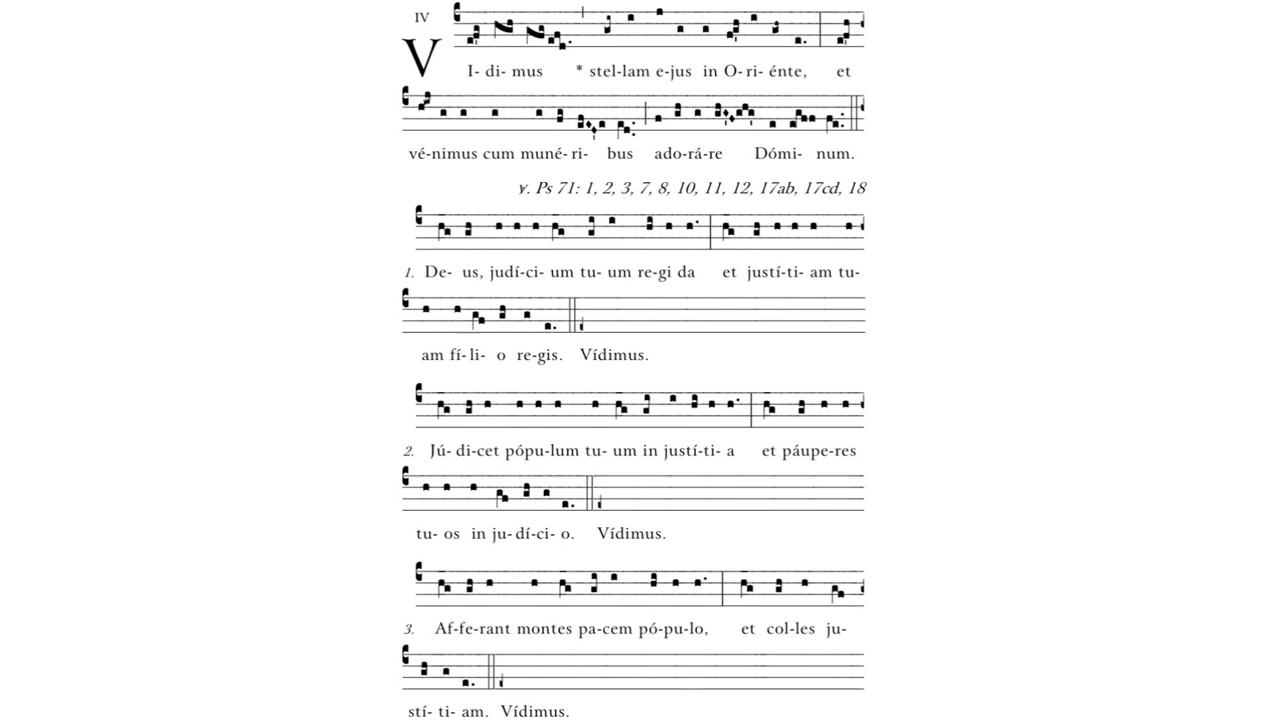 IV
VI- di- mus * stel-lam e-jus in O- ri- énte, et
vé-nimus cum muné- ri- bus ado-rá-re Dómi- num.
℣. Ps 71: 1, 2, 3, 7, 8, 10, 11, 12, 17ab, 17cd, 18
1. De- us, judí-ci- um tu- um re-gi da et justí-ti- am tu-
am fí- li- o re-gis. Vídimus.
2. Jú- di-cet pópu-lum tu- um in justí-ti- a et páupe-res
tu- os in ju- dí-ci- o. Vídimus.
3. Af-fe-rant montes pa-cem pó-pu-lo, et col-les ju-
stí- ti- am. Vídimus.